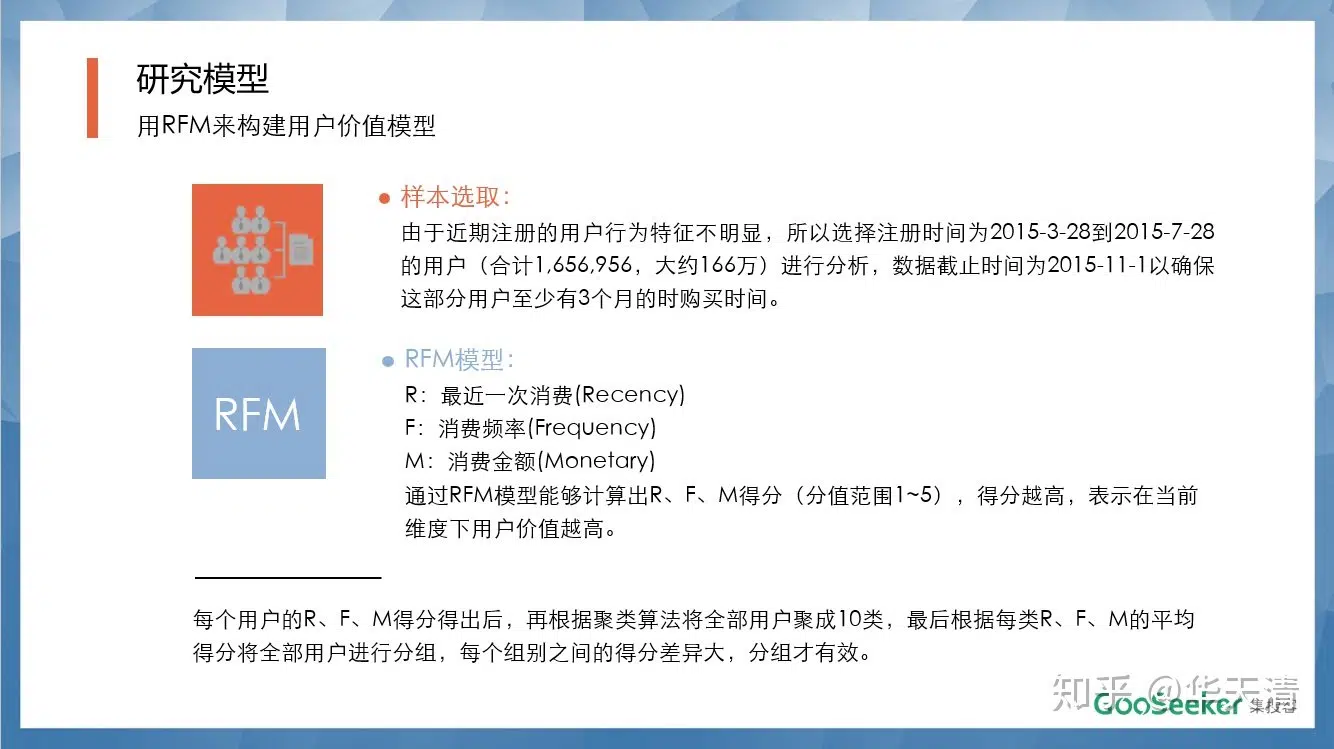 研究模型
用RFM来构建用户价值模型
样本选取：
由于近期注册的用户行为特征不明显，所以选择注册时间为2015-3-28到2015-7-28
的用户（合计1,656,956，大约166万）进行分析，数据截止时间为2015-11-1以确保
这部分用户至少有3个月的时购买时间。
RFM
RFM模型：
R：最近一次消费(Recency)
F：消费频率(Frequency)
M：消费金额(Monetary)
通过RFM模型能够计算出R、F、M得分（分值范围1~5），得分越高，表示在当前
维度下用户价值越高。
每个用户的R、F、M得分得出后，再根据聚类算法将全部用户聚成10类，最后根据每类R、F、M的平均
得分将全部用户进行分组，每个组别之间的得分差异大，分组才有效。
知乎 @华天清
GooSeeker 集搜客